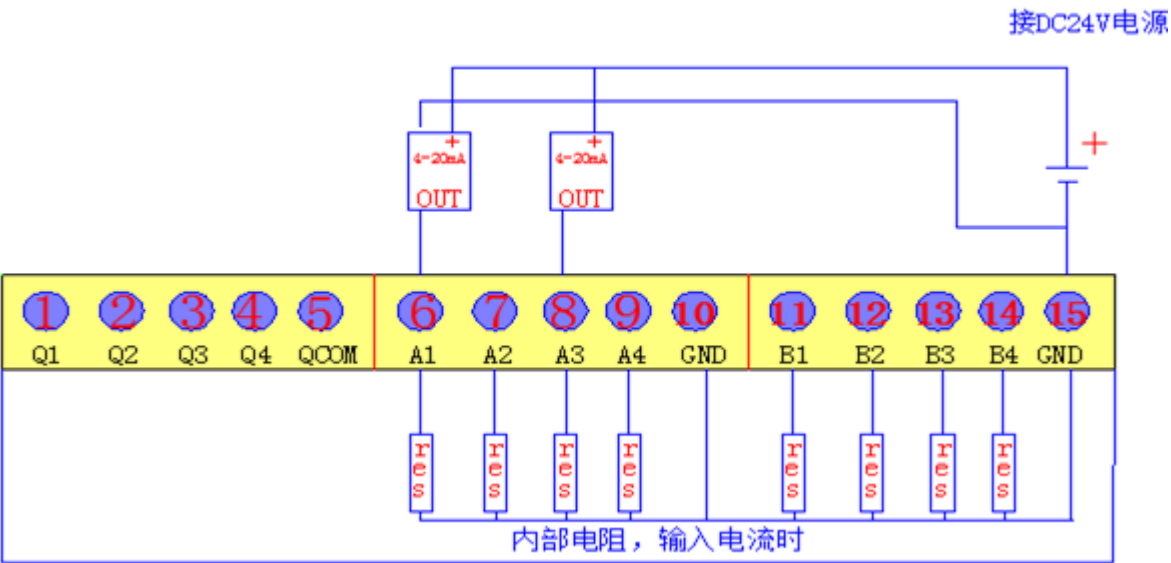 接DC24V电源
+
+ +
4-20mA 4-20mA
OUT OUT
1 2 3 4 5 6 7 8 9 10 11 12 13 14 15
Q1 Q2 Q3 Q4 QCOM A1 A2 A3 A4 GND B1 B2 B3 B4 GND
res res res res res res res res
内部电阻，输入电流时